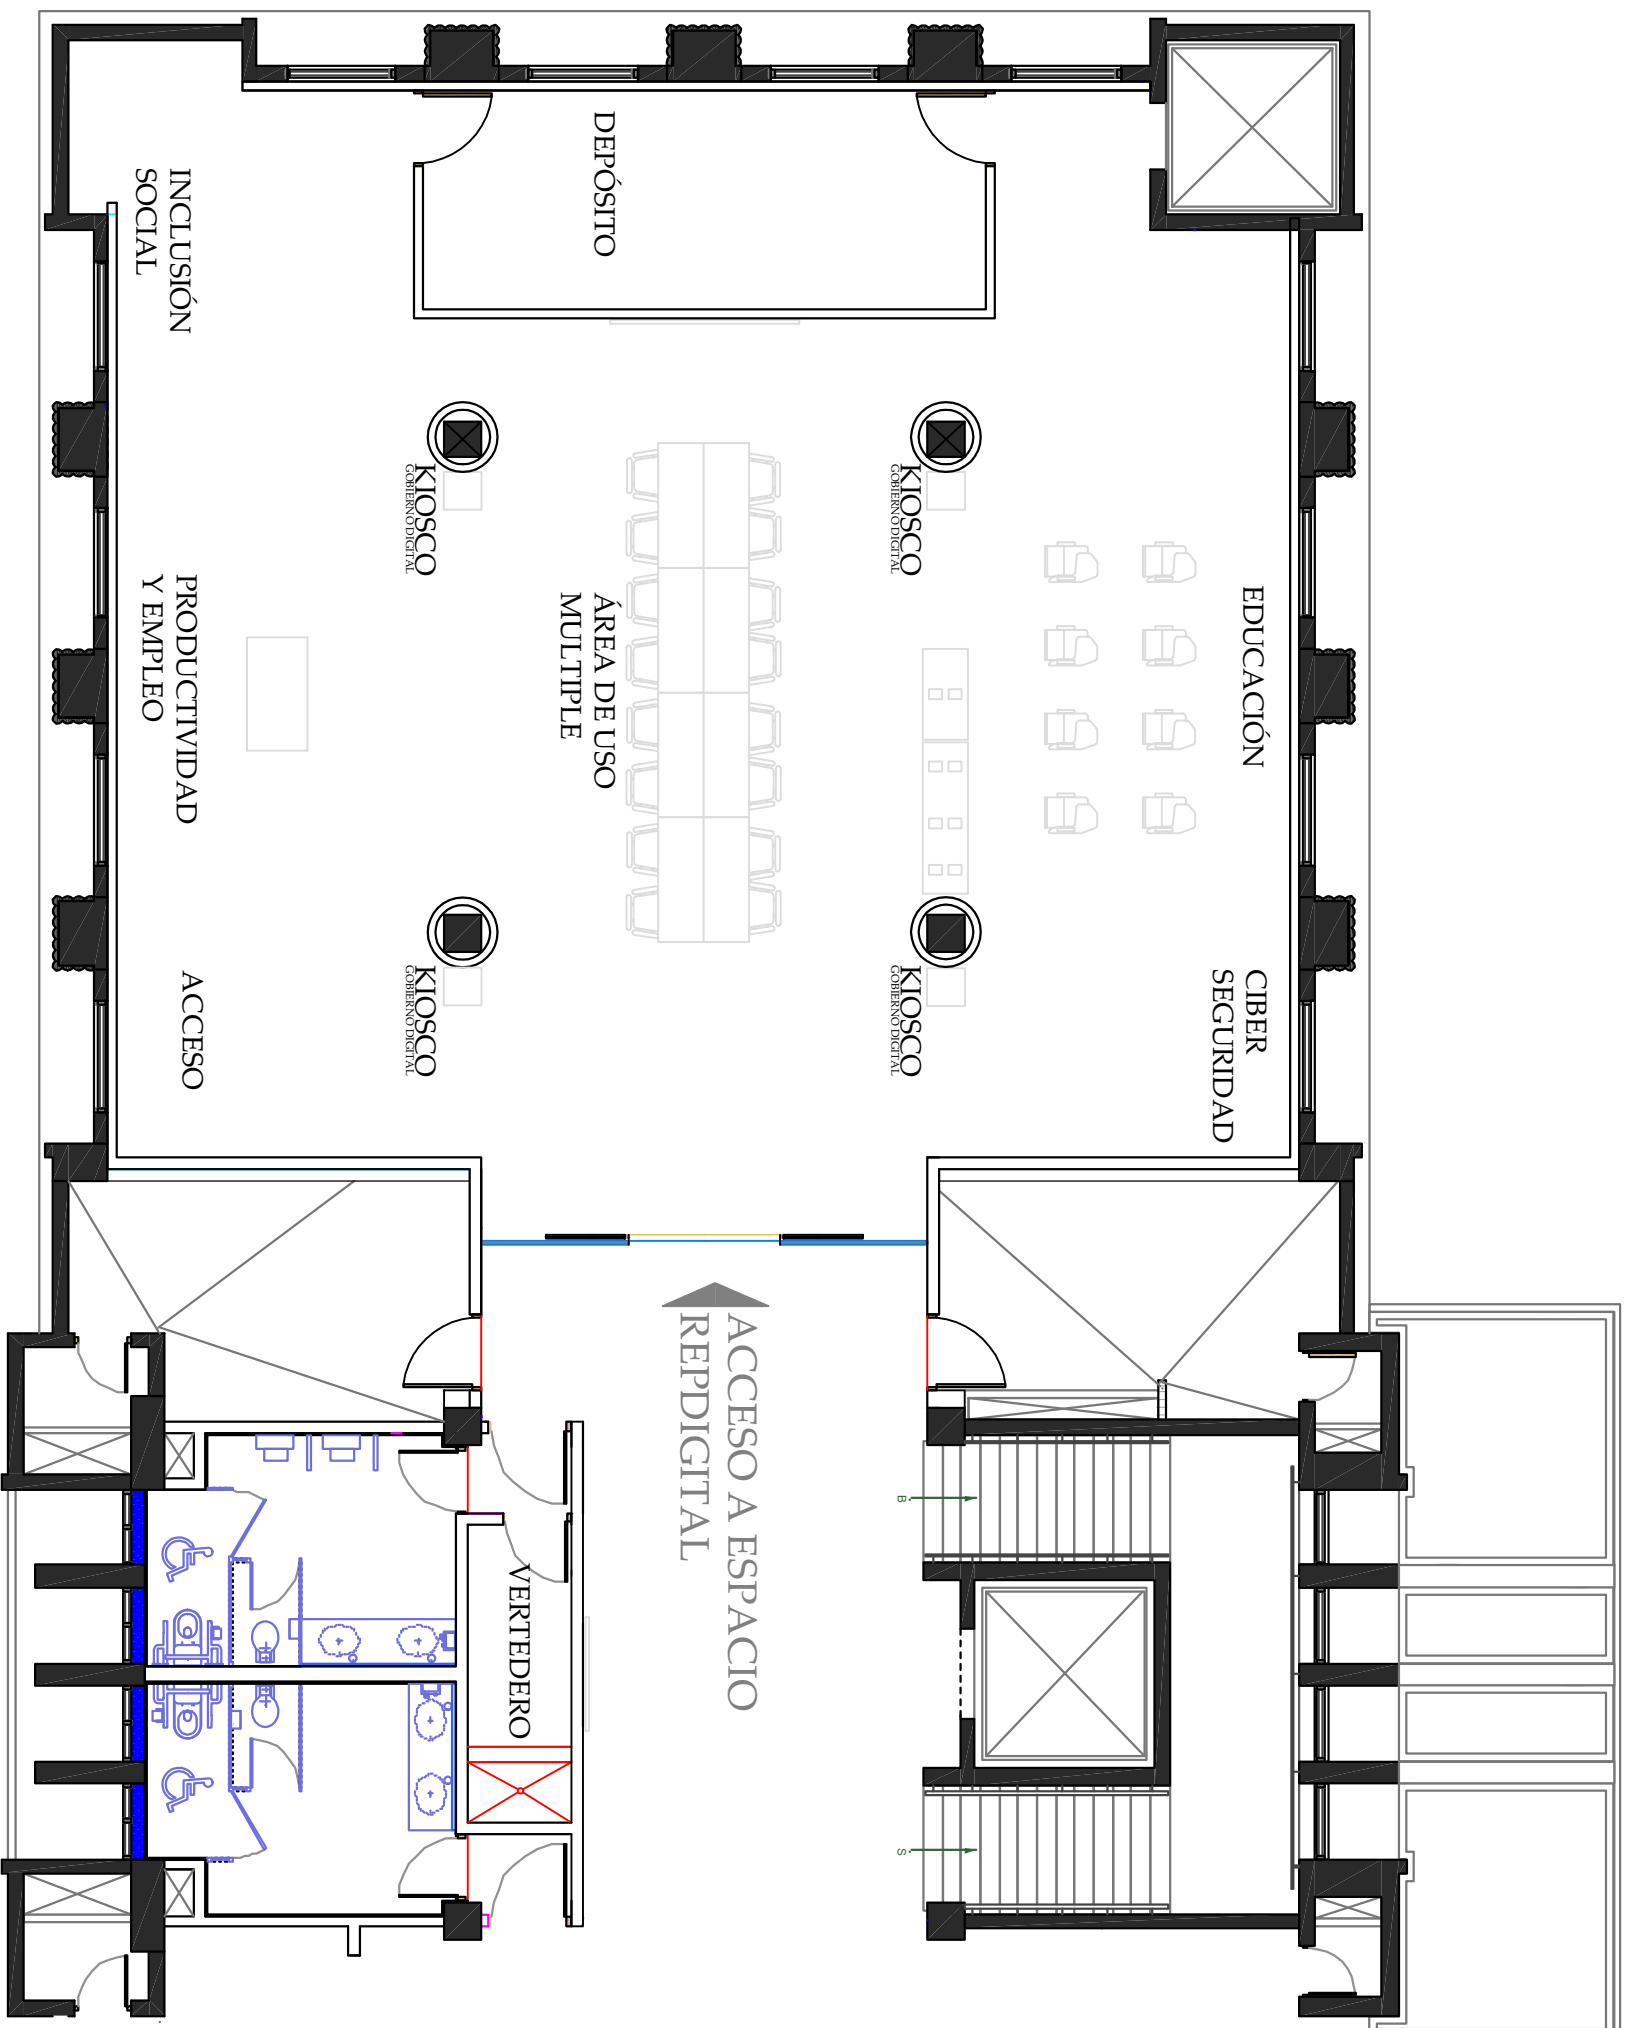 DEPÓSITO
INCLUSIÓN
SOCIAL
KIOSCO
GOBIERNO DIGITAL
KIOSCO
GOBIERNO DIGITAL
EDUCACIÓN
ÁREA DE USO
MULTIPLE
PRODUCTIVIDAD
Y EMPLEO
CIBER
SEGURIDAD
KIOSCO
GOBIERNO DIGITAL
KIOSCO
GOBIERNO DIGITAL
ACCESO
ACCESO A ESPACIO
REPDIGITAL
B.
VERTEDERO
S.